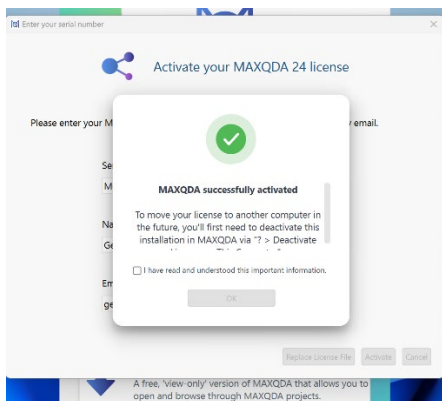 Enter your serial number
Activate your MAXQDA 24 license
Please enter your M
email.
Se
M
Na
Ge
Em
ge
MAXQDA successfully activated
To move your license to another computer in
the future, you'll first need to deactivate this
installation in MAXQDA via "? > Deactivate
I have read and understood this important information.
OK
Replace License File Activate Cancel
A free, 'view-only' version of MAXQDA that allows you to
open and browse through MAXQDA projects.